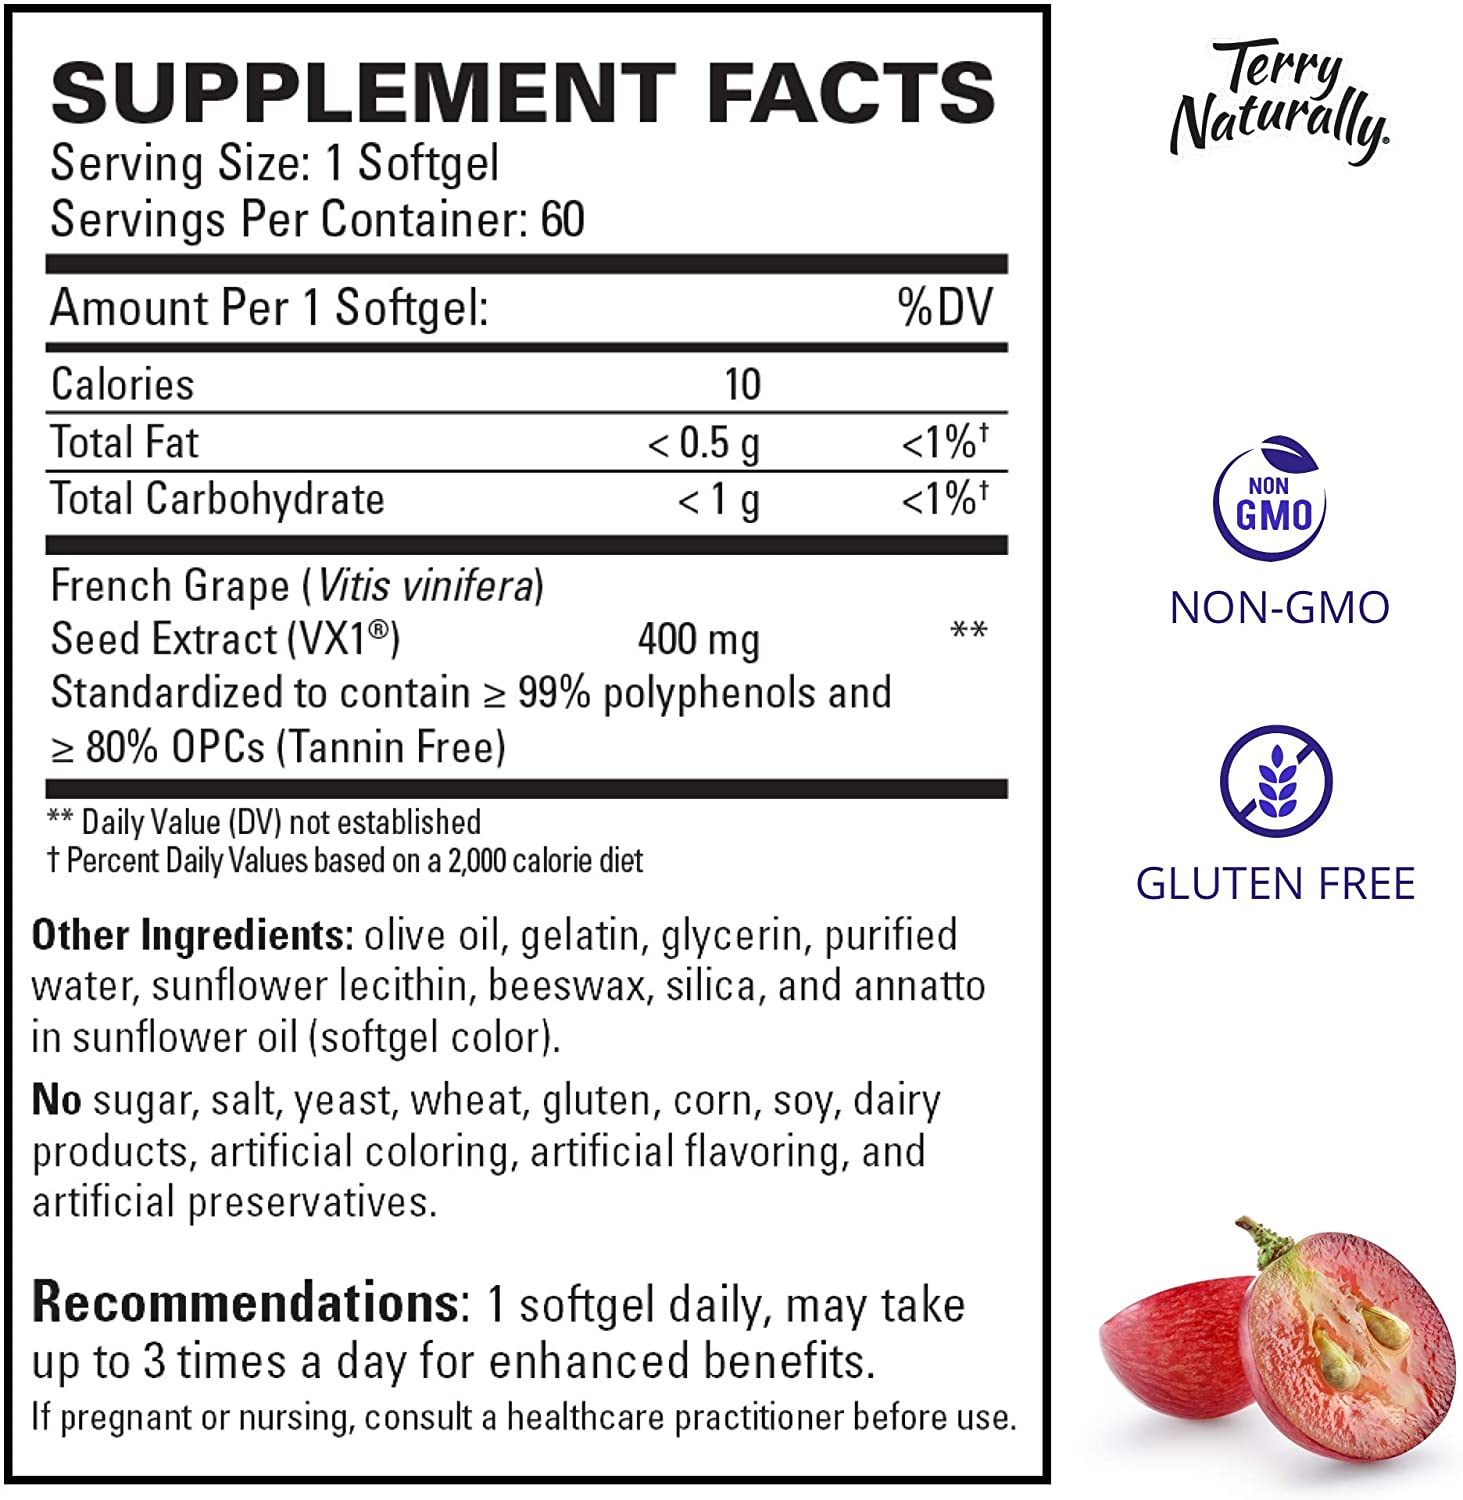 SUPPLEMENT FACTS
Serving Size: 1 Softgel
Servings Per Container: 60
Amount Per 1 Softgel: %DV
Calories 10
Total Fat < 0.5 g <1%†
Total Carbohydrate < 1 g <1%†
French Grape (Vitis vinifera)
Seed Extract (VX1®) 400 mg **
Standardized to contain ≥ 99% polyphenols and
≥ 80% OPCs (Tannin Free)
** Daily Value (DV) not established
† Percent Daily Values based on a 2,000 calorie diet
Other Ingredients: olive oil, gelatin, glycerin, purified
water, sunflower lecithin, beeswax, silica, and annatto
in sunflower oil (softgel color).
No sugar, salt, yeast, wheat, gluten, corn, soy, dairy
products, artificial coloring, artificial flavoring, and
artificial preservatives.
Recommendations: 1 softgel daily, may take
up to 3 times a day for enhanced benefits.
If pregnant or nursing, consult a healthcare practitioner before use.
Terry
Naturally®
NON
GMO
NON-GMO
GLUTEN FREE